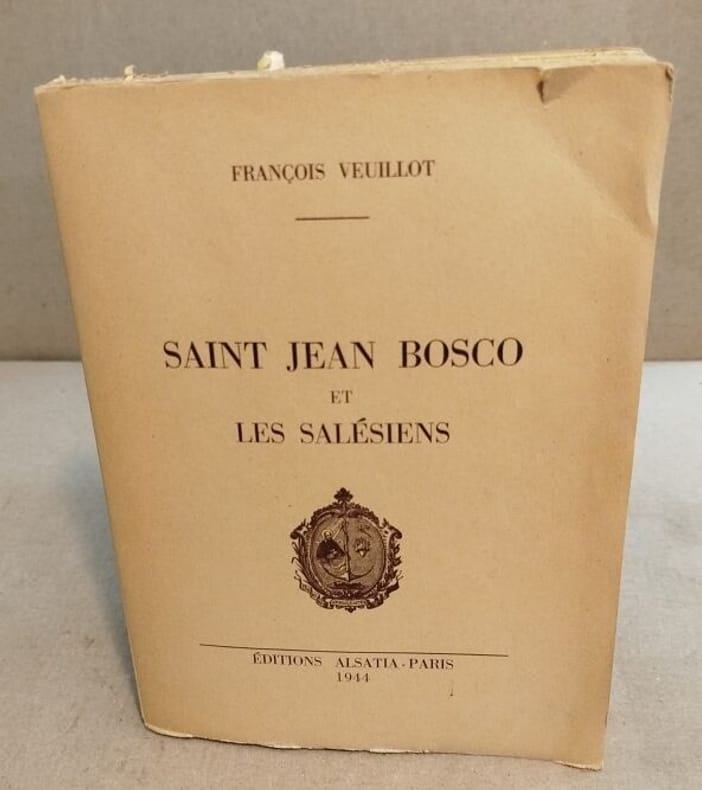 FRANÇOIS VEUILLOT
SAINT JEAN BOSCO
ET
LES SALÉSIENS
ÉDITIONS ALSATIA - PARIS
1944